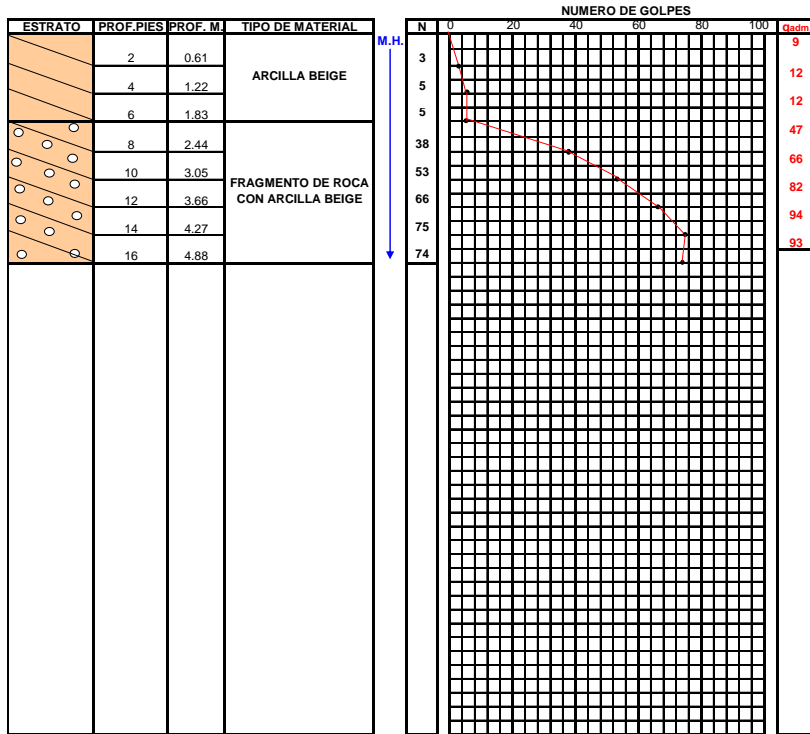 NUMERO DE GOLPES
ESTRATO PROF.PIES PROF. M. TIPO DE MATERIAL N 0 20 40 60 80 100 qadm
M.H.
9
2 0.61 3
ARCILLA BEIGE
12
4 1.22 5
12
6 1.83 5
47
8 2.44 38
66
10 3.05 53
FRAGMENTO DE ROCA
82
CON ARCILLA BEIGE
12 3.66 66
94
14 4.27 75
93
16 4.88 74